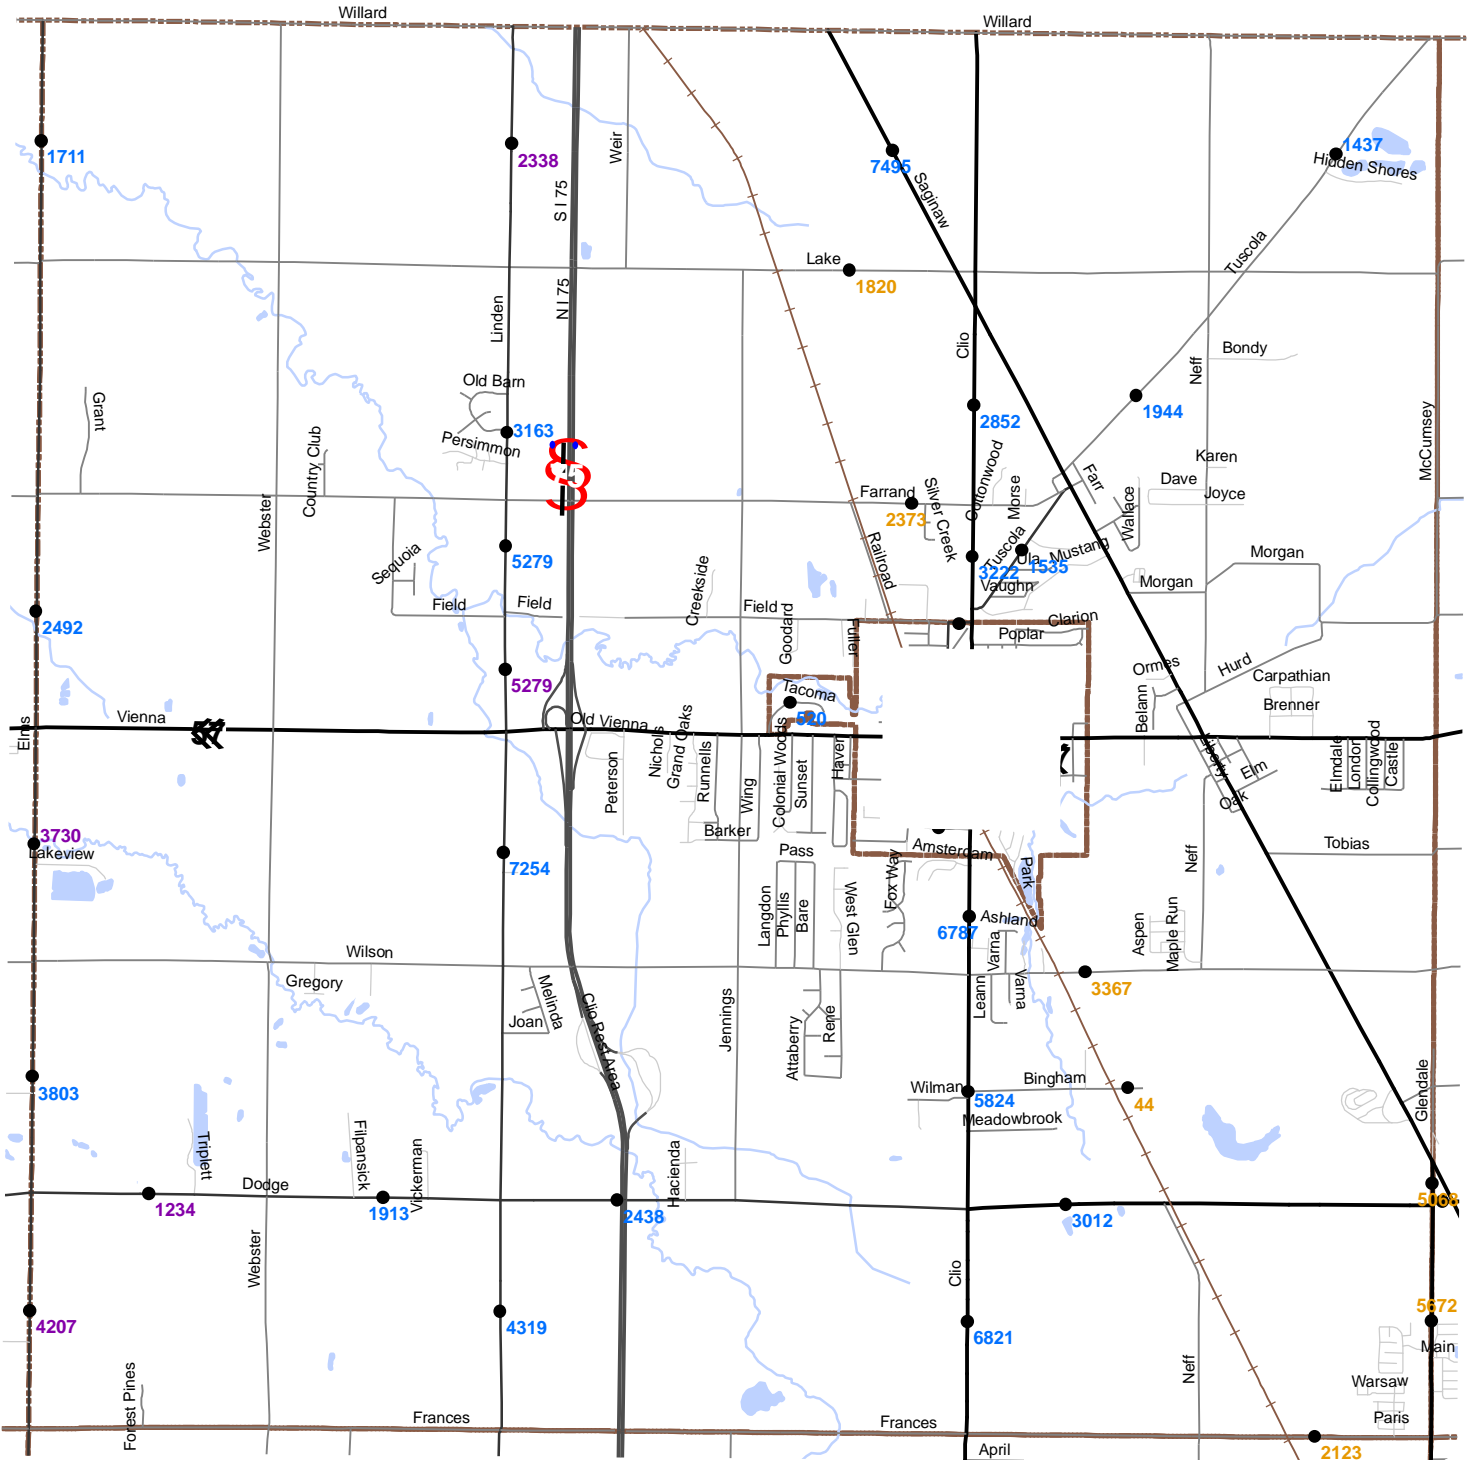 Willard
Willard
1711
2338
Weir
7495
1437
Hidden Shores
S I 75
Saginaw
Lake
Tuscola
1820
N I 75
Linden
Clio
Neff
Bondy
Old Barn
Grant
1944
2852
McCumsey
3163
Persimmon
Country Club
Karen
Farr
Dave
Joyce
Cottonwood
Farrand
Silver Creek
Morse
Wallace
2373
Webster
Railroad
Tuscola
Mustang
Ula
1535
5279
Sequoia
Morgan
3222
Vaughn
Morgan
Creekside
Field
Field
Field
Goodard
Fuller
Clarion
Poplar
2492
Ormes
Hurd
5279
Tacoma
Carpathian
Brenner
Vienna
Old Vienna
520
Belann
Elms
Nichols
Grand Oaks
Runnells
Peterson
Wing
Colonial Woods
Sunset
Haven
Liberty
Elm
Oak
Elmdale
London
Collingwood
Castle
Barker
3730
Lakeview
7254
Pass
Amsterdam
Tobias
Neff
Fox Way
Park
Langdon
Phyllis
Bare
West Glen
Ashland
6787
Aspen
Maple Run
Varna
Wilson
Gregory
3367
Varna
Leann
Melinda
Joan
Clio Rest Area
Jennings
Attaberry
Rene
3803
Wilman
Bingham
5824
44
Meadowbrook
Glendale
Triplett
Filpansick
Vickerman
Hacienda
Dodge
1234
1913
2438
3012
5068
Webster
Clio
4207
4319
6821
5672
Main
Neff
Warsaw
Forest Pines
Frances
Frances
Paris
April
2123